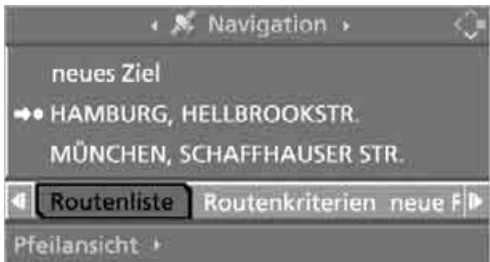 Navigation
neues Ziel
HAMBURG, HELLBROOKSTR.
MÜNCHEN, SCHAFFHAUSER STR.
Routenliste Routenkriterien neue
Pfeilansicht